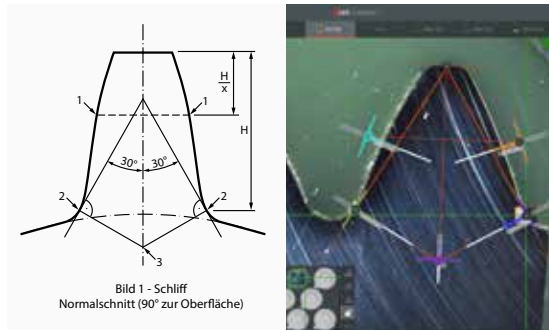 H
x
H
1
1
30°
30°
2
2
3
Bild 1 - Schliff
Normalschnitt (90° zur Oberfläche)